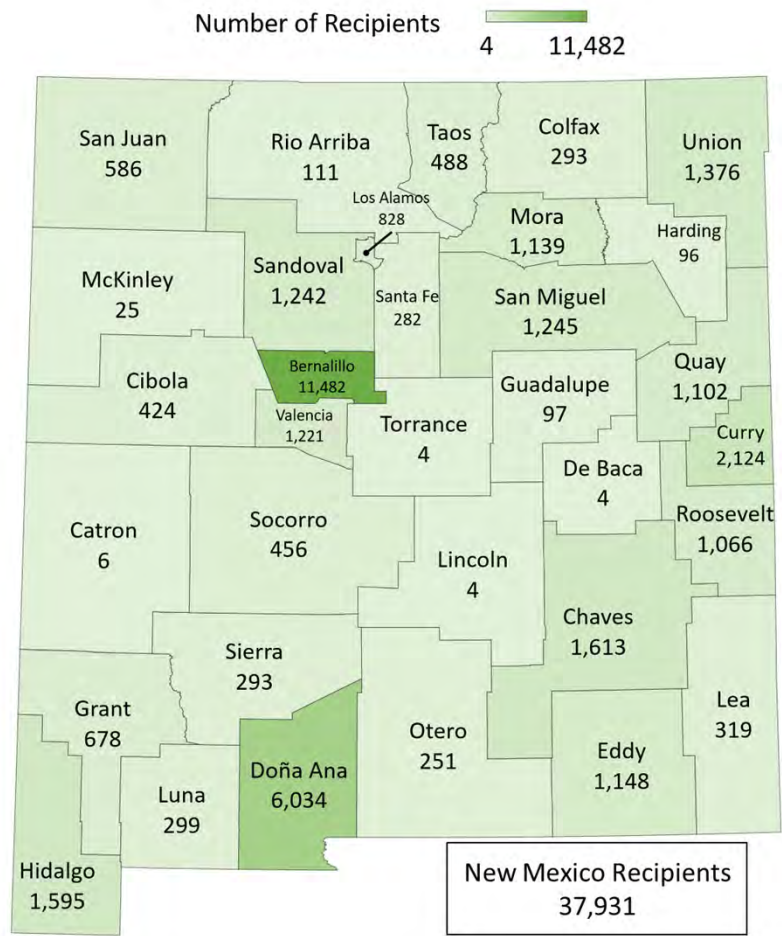 Number of Recipients
4 11,482
San Juan
586
Rio Arriba
111
Taos
488
Colfax
293
Union
1,376
Los Alamos
828
Mora
1,139
Harding
96
McKinley
25
Sandoval
1,242
Santa Fe
282
San Miguel
1,245
Bernalillo
11,482
Cibola
424
Valencia
1,221
Torrance
4
Guadalupe
97
Quay
1,102
Curry
2,124
De Baca
4
Roosevelt
1,066
Catron
6
Socorro
456
Lincoln
4
Chaves
1,613
Sierra
293
Grant
678
Luna
299
Doña Ana
6,034
Otero
251
Eddy
1,148
Lea
319
Hidalgo
1,595
New Mexico Recipients
37,931